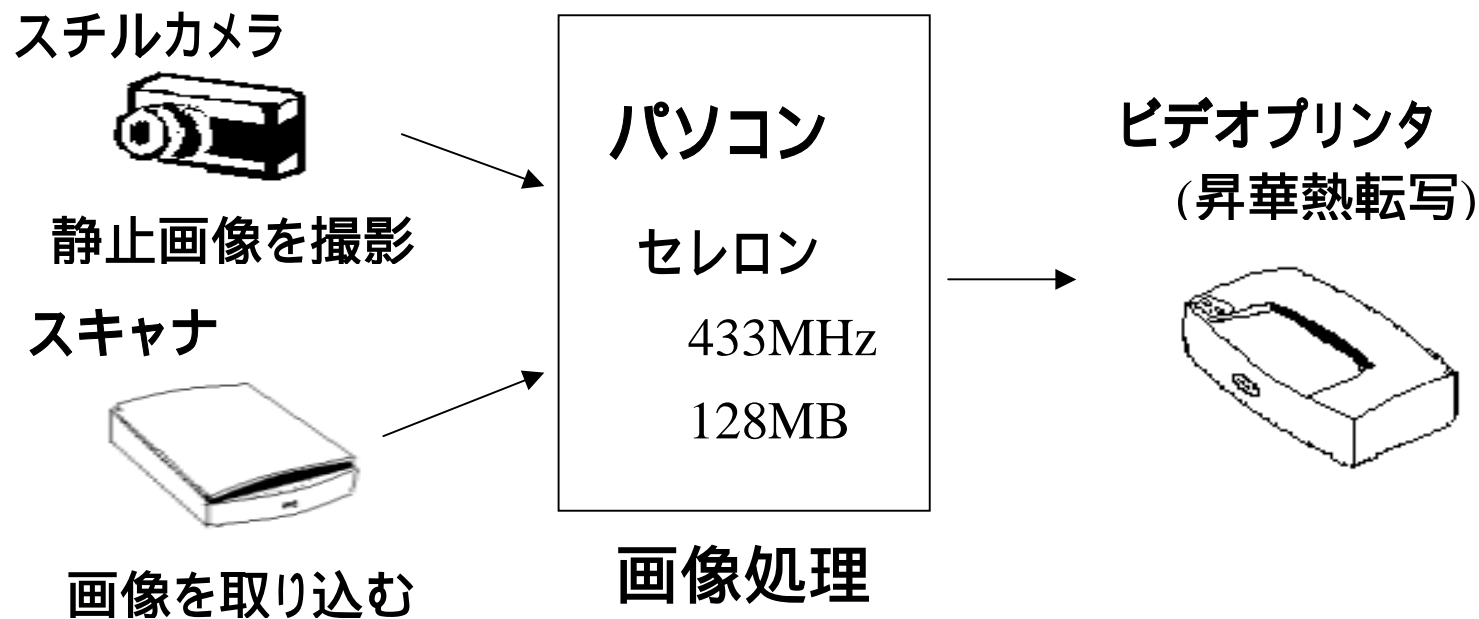 スチルカメラ
静止画像を撮影
スキャナ
画像を取り込む
パソコン
セレロン
433MHz
128MB
画像処理
ビデオプリンタ
(昇華熱転写)